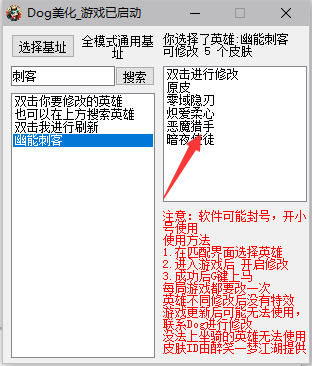 Dog美化_游戏已启动
选择基址
全模式通用基
址
你选择了英雄:幽能刺客
可修改 5 个皮肤
刺客
搜索
双击你要修改的英雄
也可以在上方搜索英雄
双击我进行刷新
幽能刺客
双击进行修改
原皮
零域隐刃
炽爱柔心
恶魔猎手
暗夜使徒
注意：软件可能封号，开小
号使用
使用方法
1.在匹配界面选择英雄
2.进入游戏后 开启修改
3.成功后G键上马
每局游戏都要改一次
英雄不同修改后没有特效
游戏更新后可能无法使用，
联系Dog进行修改
没法上坐骑的英雄无法使用
皮肤ID由醉笑一梦江湖提供